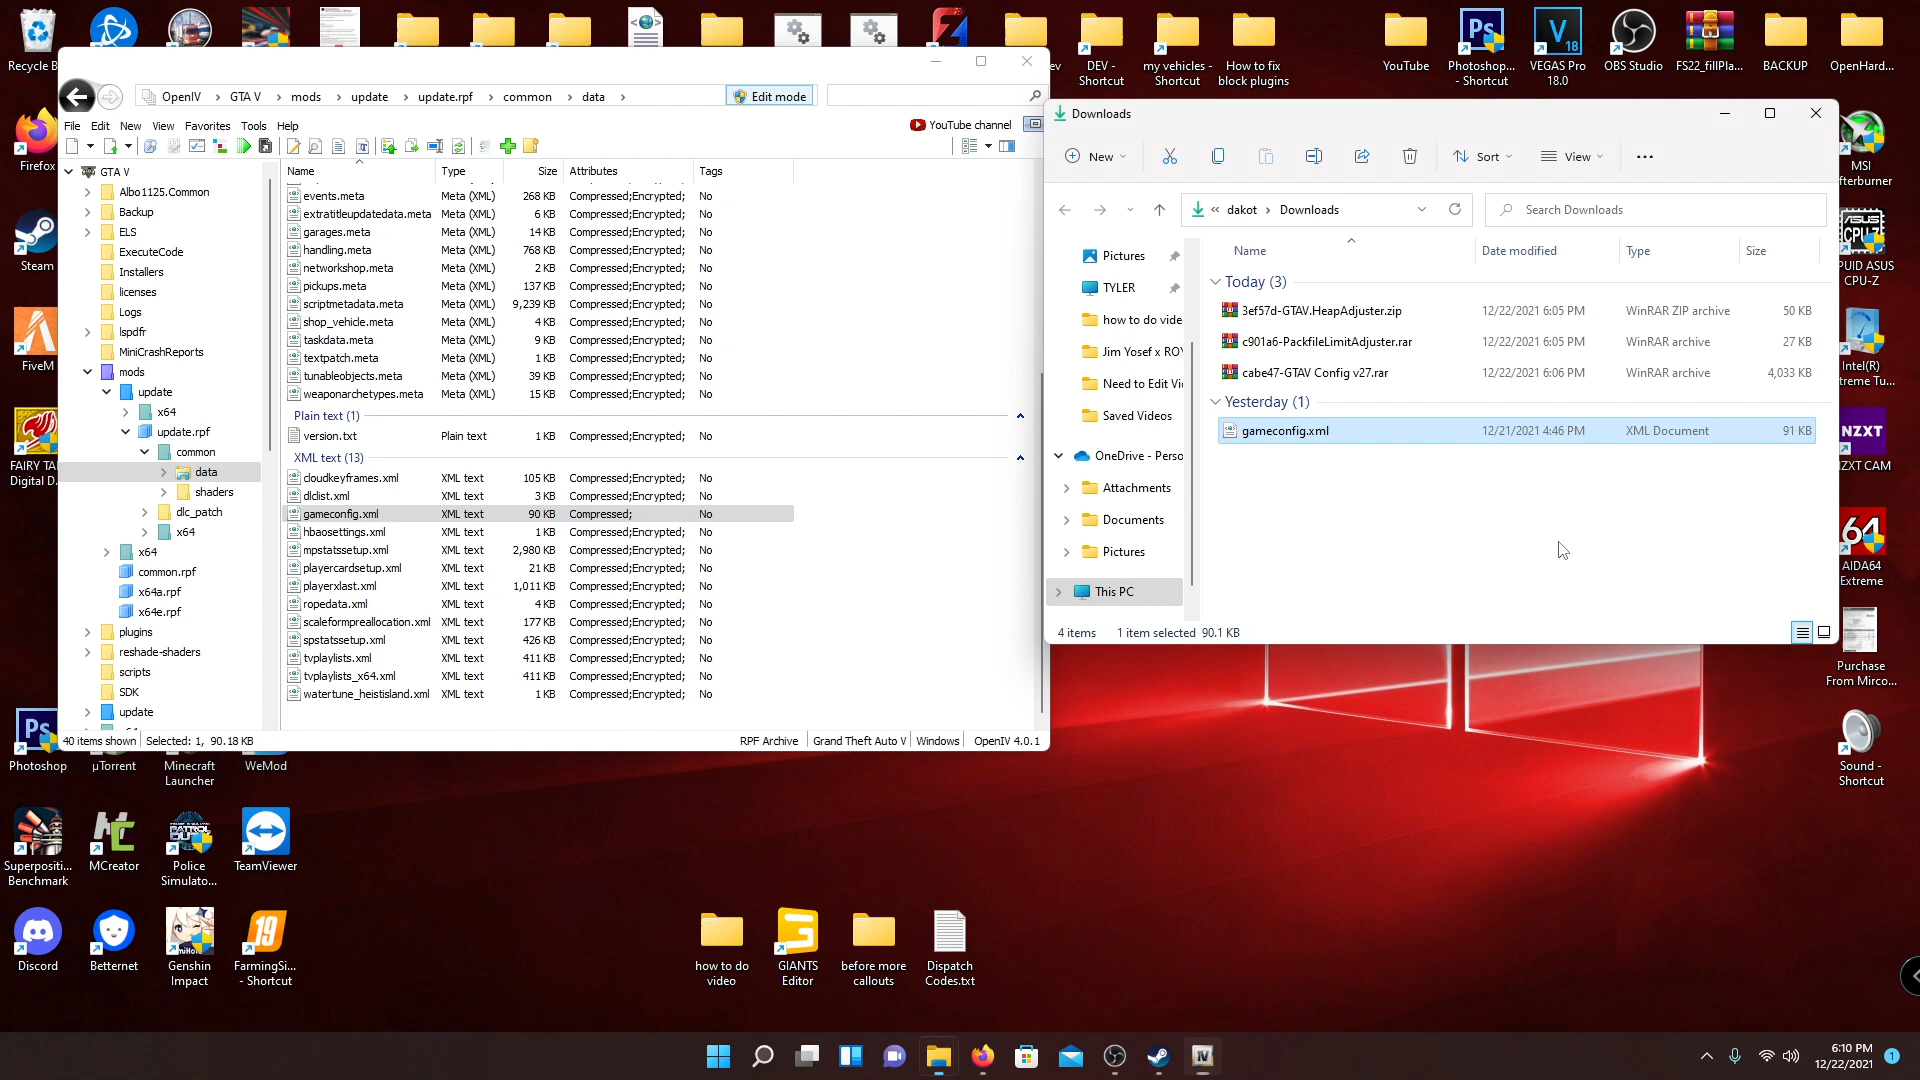 Recycle B
Firefox
Steam
FiveM
FAIRY TAI
Digital D...
Photoshop
µTorrent
Minecraft
Launcher
WeMod
Superpositi...
Benchmark
MCreator
Police
Simulato...
TeamViewer
Discord
Betternet
Genshin
Impact
FarmingSi...
- Shortcut
how to do
video
GIANTS
Editor
before more
callouts
Dispatch
Codes.txt
ev
DEV -
Shortcut
my vehicles -
Shortcut
How to fix
block plugins
YouTube
Photoshop...
- Shortcut
VEGAS Pro
18.0
OBS Studio
FS22_fillPla...
BACKUP
OpenHard...
MSI
fterburner
PUID ASUS
CPU-Z
Intel(R)
treme Tu...
NZXT
NZXT CAM
64
AIDA64
Extreme
Purchase
From Mirco...
Sound -
Shortcut
OpenIV
GTA V
mods
update
update.rpf
common
data
Edit mode
File Edit New View Favorites Tools Help
YouTube channel
GTA V
Albo1125.Common
Backup
ELS
ExecuteCode
Installers
licenses
Logs
lspdfr
MiniCrashReports
mods
update
x64
update.rpf
common
data
shaders
dlc_patch
x64
x64
common.rpf
x64a.rpf
x64e.rpf
plugins
reshade-shaders
scripts
SDK
update
Name Type Size Attributes Tags
events.meta Meta (XML) 268 KB Compressed;Encrypted; No
extratitleupdatedata.meta Meta (XML) 6 KB Compressed;Encrypted; No
garages.meta Meta (XML) 14 KB Compressed;Encrypted; No
handling.meta Meta (XML) 768 KB Compressed;Encrypted; No
networkshop.meta Meta (XML) 2 KB Compressed;Encrypted; No
pickups.meta Meta (XML) 137 KB Compressed;Encrypted; No
scriptmetadata.meta Meta (XML) 9,239 KB Compressed;Encrypted; No
shop_vehicle.meta Meta (XML) 4 KB Compressed;Encrypted; No
taskdata.meta Meta (XML) 9 KB Compressed;Encrypted; No
textpatch.meta Meta (XML) 1 KB Compressed;Encrypted; No
tunableobjects.meta Meta (XML) 39 KB Compressed;Encrypted; No
weaponarchetypes.meta Meta (XML) 15 KB Compressed;Encrypted; No
Plain text (1)
version.txt Plain text 1 KB Compressed;Encrypted; No
XML text (13)
cloudkeyframes.xml XML text 105 KB Compressed;Encrypted; No
dlclist.xml XML text 3 KB Compressed;Encrypted; No
gameconfig.xml XML text 90 KB Compressed; No
hbaosettings.xml XML text 1 KB Compressed;Encrypted; No
mpstatssetup.xml XML text 2,980 KB Compressed;Encrypted; No
playercardsetup.xml XML text 21 KB Compressed;Encrypted; No
playerxlast.xml XML text 1,011 KB Compressed;Encrypted; No
ropedata.xml XML text 4 KB Compressed;Encrypted; No
scaleformpreallocation.xml XML text 177 KB Compressed;Encrypted; No
spstatssetup.xml XML text 426 KB Compressed;Encrypted; No
tvplaylists.xml XML text 411 KB Compressed;Encrypted; No
tvplaylists_x64.xml XML text 411 KB Compressed;Encrypted; No
watertune_heistisland.xml XML text 1 KB Compressed;Encrypted; No
40 items shown Selected: 1, 90.18 KB RPF Archive Grand Theft Auto V Windows OpenIV 4.0.1
Downloads
New
Sort
View
dakot
Downloads
Search Downloads
Pictures
TYLER
how to do vide
Jim Yosef x ROY
Need to Edit Vi
Saved Videos
OneDrive - Perso
Attachments
Documents
Pictures
This PC
Name Date modified Type Size
Today (3)
3ef57d-GTAV.HeapAdjuster.zip 12/22/2021 6:05 PM WinRAR ZIP archive 50 KB
c901a6-PackfileLimitAdjuster.rar 12/22/2021 6:05 PM WinRAR archive 27 KB
cabe47-GTAV Config v27.rar 12/22/2021 6:06 PM WinRAR archive 4,033 KB
Yesterday (1)
gameconfig.xml 12/21/2021 4:46 PM XML Document 91 KB
4 items 1 item selected 90.1 KB
6:10 PM
12/22/2021
1